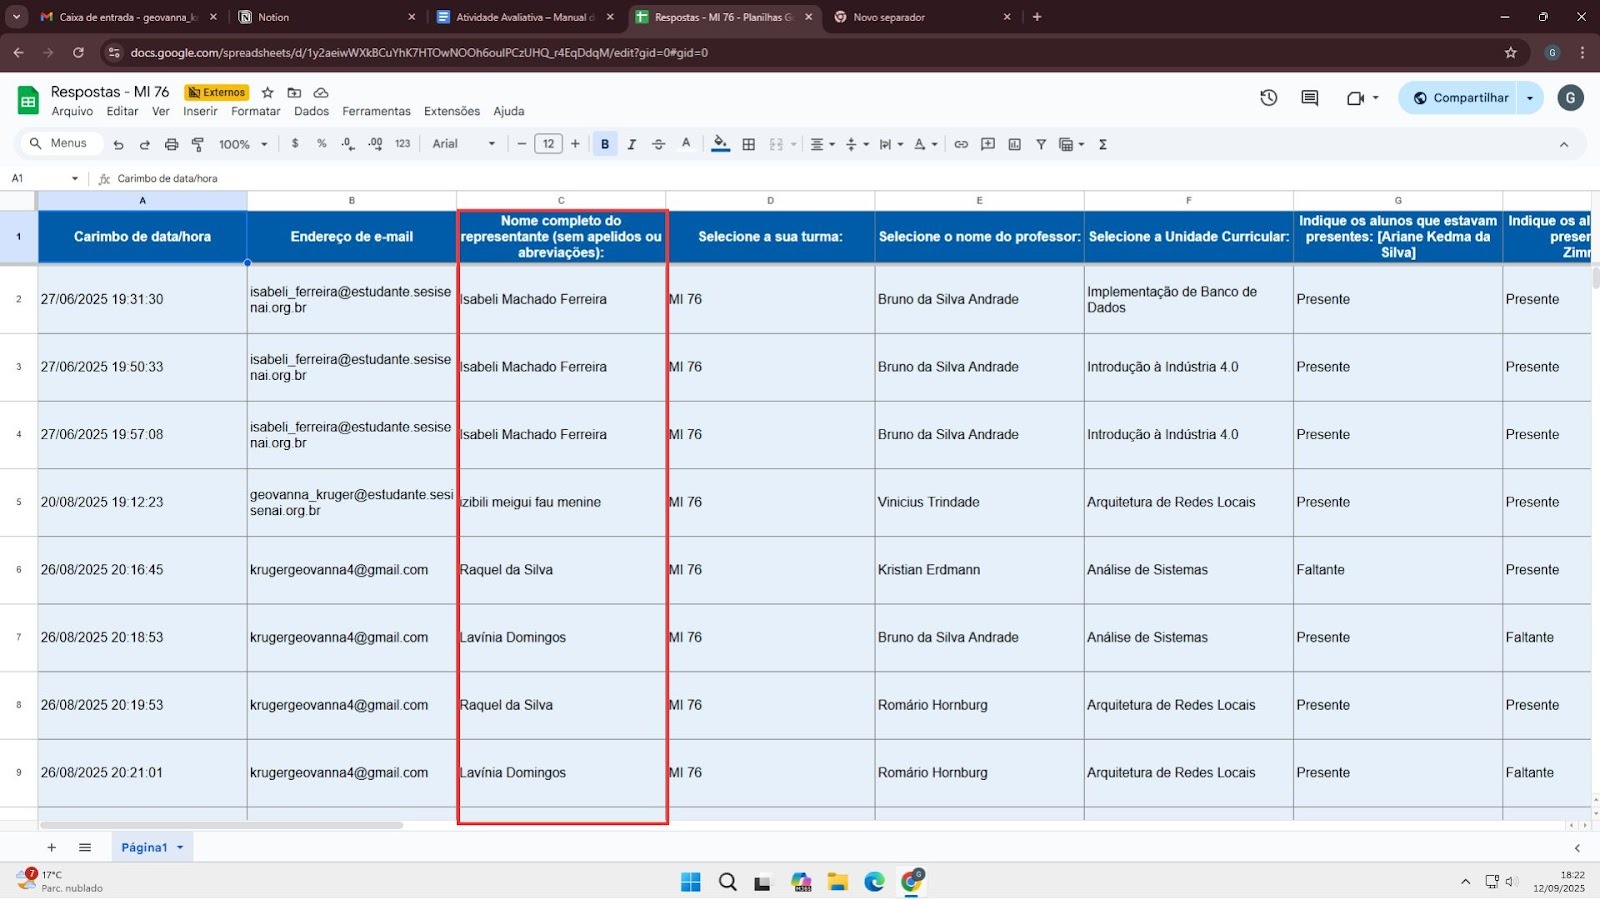 Caixa de entrada - geovanna_k
Notion
Atividade Avaliativa – Manual d
Respostas - MI 76 - Planilhas G
Novo separador
docs.google.com/spreadsheets/d/1y2aeiwWXkBCuYhK7HTOwNOOh6oulPCzUHQ_r4EqDdqM/edit?gid=0#gid=0
G
Respostas - MI 76
Externos
Arquivo Editar Ver Inserir Formatar Dados Ferramentas Extensões Ajuda
Compartilhar
G
Menus
100%
$ % .0 .00 123
Arial
12
B I S A
A1
Carimbo de data/hora
A B C D E F G
1
Carimbo de data/hora
Endereço de e-mail
Nome completo do
representante (sem apelidos ou
abreviações):
Selecione a sua turma:
Selecione o nome do professor:
Selecione a Unidade Curricular:
Indique os alunos que estavam
presentes: [Ariane Kedma da
Silva]
Indique os al
presen
Zimm
2
27/06/2025 19:31:30
isabeli_ferreira@estudante.sesise
nai.org.br
Isabeli Machado Ferreira
MI 76
Bruno da Silva Andrade
Implementação de Banco de
Dados
Presente
Presente
3
27/06/2025 19:50:33
isabeli_ferreira@estudante.sesise
nai.org.br
Isabeli Machado Ferreira
MI 76
Bruno da Silva Andrade
Introdução à Indústria 4.0
Presente
Presente
4
27/06/2025 19:57:08
isabeli_ferreira@estudante.sesise
nai.org.br
Isabeli Machado Ferreira
MI 76
Bruno da Silva Andrade
Introdução à Indústria 4.0
Presente
Presente
5
20/08/2025 19:12:23
geovanna_kruger@estudante.sesi
senai.org.br
izibili meigui fau menine
MI 76
Vinicius Trindade
Arquitetura de Redes Locais
Presente
Presente
6
26/08/2025 20:16:45
krugergeovanna4@gmail.com
Raquel da Silva
MI 76
Kristian Erdmann
Análise de Sistemas
Faltante
Presente
7
26/08/2025 20:18:53
krugergeovanna4@gmail.com
Lavínia Domingos
MI 76
Bruno da Silva Andrade
Análise de Sistemas
Presente
Faltante
8
26/08/2025 20:19:53
krugergeovanna4@gmail.com
Raquel da Silva
MI 76
Romário Hornburg
Arquitetura de Redes Locais
Presente
Presente
9
26/08/2025 20:21:01
krugergeovanna4@gmail.com
Lavínia Domingos
MI 76
Romário Hornburg
Arquitetura de Redes Locais
Presente
Faltante
Página1
7
17°C
Parc. nublado
18:22
12/09/2025